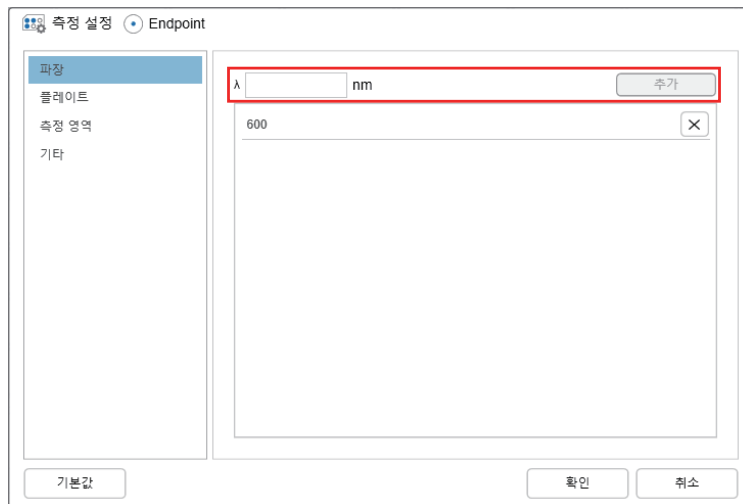 측정 설정 Endpoint
파장
플레이트
측정 영역
기타
λ nm 추가
600
기본값 확인 취소